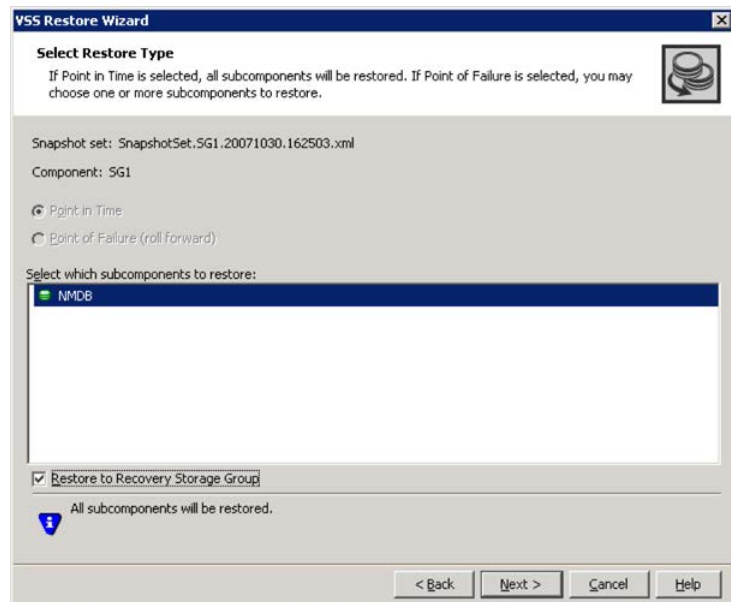 VSS Restore Wizard
Select Restore Type
If Point in Time is selected, all subcomponents will be restored. If Point of Failure is selected, you may
choose one or more subcomponents to restore.
Snapshot set: SnapshotSet.SG1.20071030.162503.xml
Component: SG1
Point in Time
Point of Failure (roll forward)
Select which subcomponents to restore:
NMDB
Restore to Recovery Storage Group
All subcomponents will be restored.
< Back Next > Cancel Help